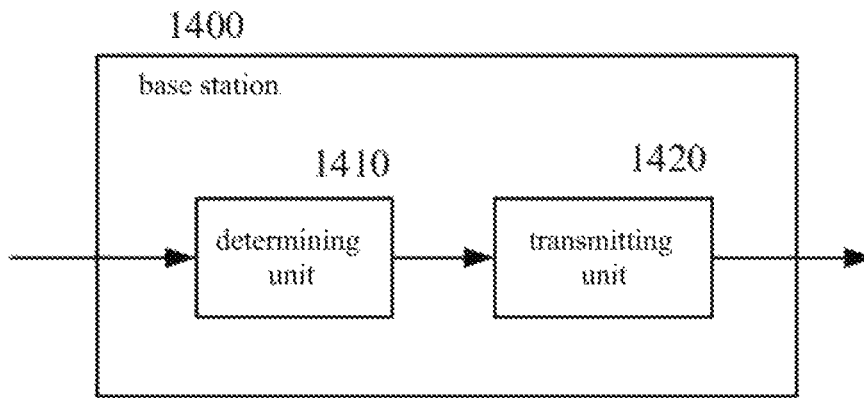 1400
base station
1410
1420
determining
unit
transmitting
unit